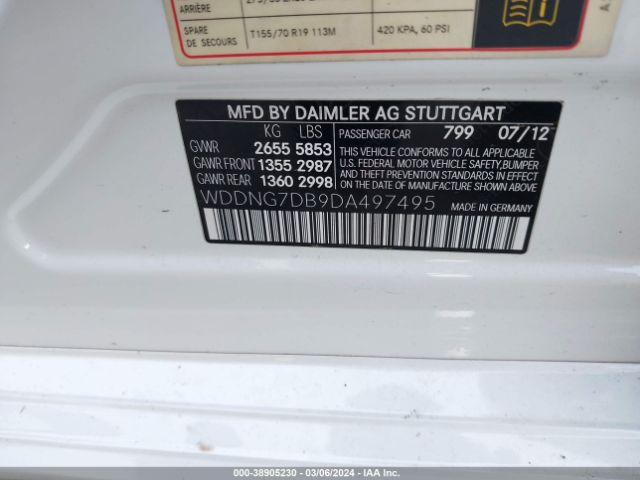 ARRIÈRE
SPARE T155/70 R19 113M 420 KPA, 60 PSI
DE SECOURS
MFD BY DAIMLER AG STUTTGART
KG LBS PASSENGER CAR 799 07/12
GVWR 2655 5853
GAWR FRONT 1355 2987
GAWR REAR 1360 2998
THIS VEHICLE CONFORMS TO ALL APPLICABLE
U.S. FEDERAL MOTOR VEHICLE SAFETY,BUMPER
AND THEFT PREVENTION STANDARDS IN EFFECT
ON THE DATE OF MANUFACTURE SHOWN ABOVE.
WDDNG7DB9DA497495 MADE IN GERMANY
000-38905230 - 03/06/2024 - IAA Inc.